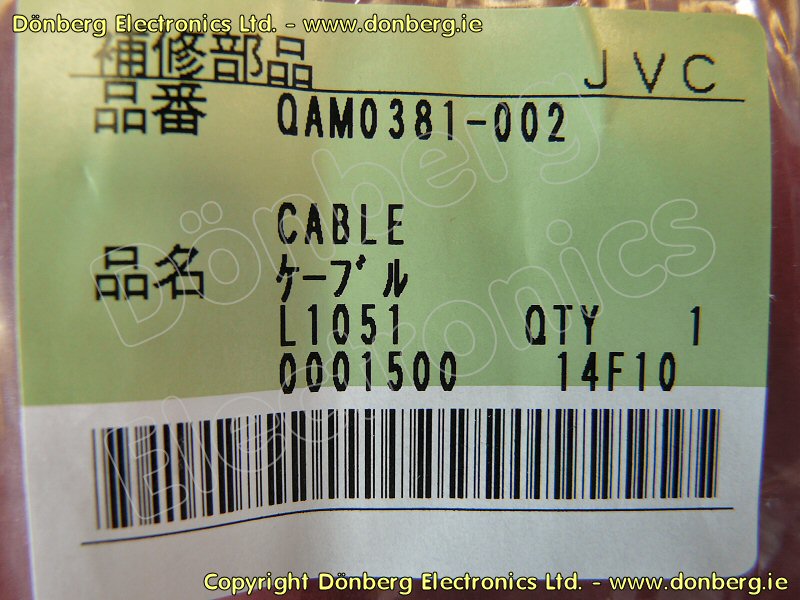 Dönberg Electronics Ltd. - www.donberg.ie
補修部品 JVC
品番 QAM0381-002
CABLE
品名 ｹｰﾌﾞﾙ
L1051 QTY 1
0001500 14F10
Dönberg Electronics
Copyright Dönberg Electronics Ltd. - www.donberg.ie